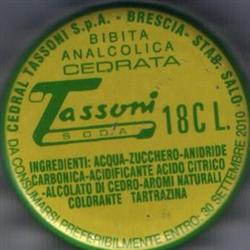 CEDRAL TASSONI S.p.A. - BRESCIA- STAB- SALO'
BIBITA
ANALCOLICA
CEDRATA
Tassoni
SODA
18CL.
INGREDIENTI: ACQUA-ZUCCHERO-ANIDRIDE
CARBONICA-ACIDIFICANTE ACIDO CITRICO
-ALCOLATO DI CEDRO-AROMI NATURALI
COLORANTE TARTRAZINA
DA CONSUMARSI PREFERIBILMENTE ENTRO: 30 SETTEMBRE 2010